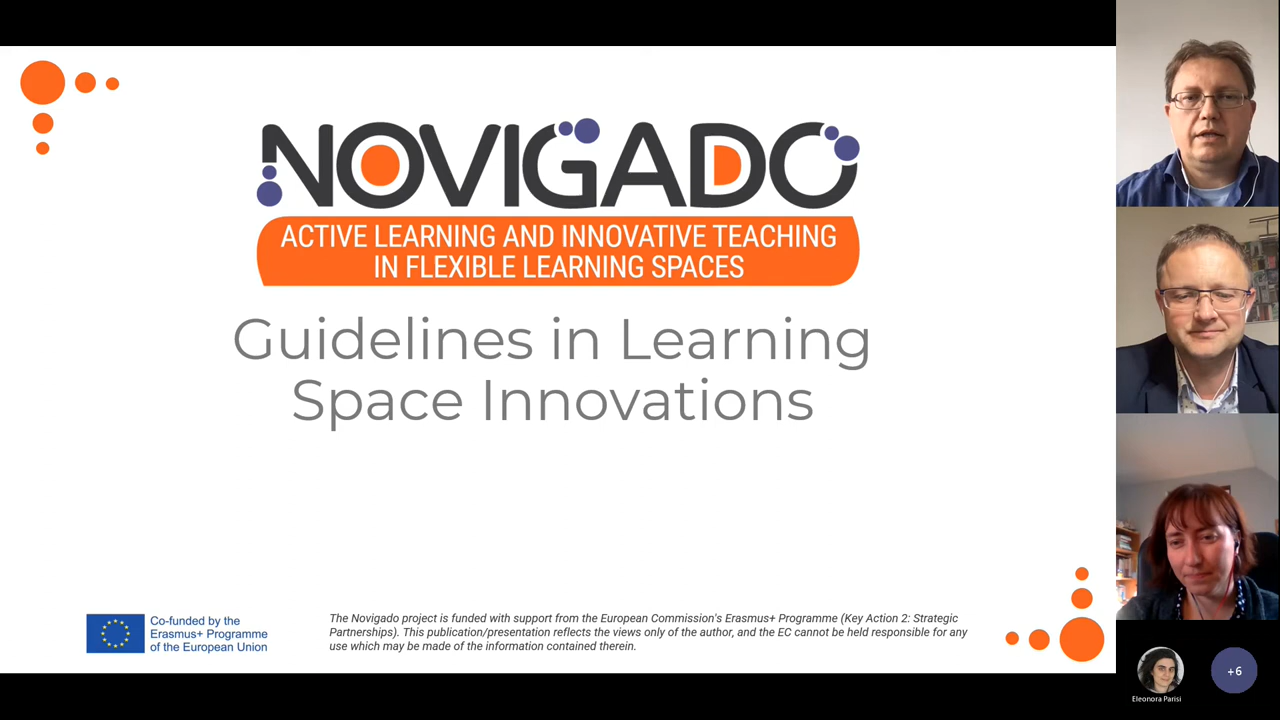 NOVIGADO
ACTIVE LEARNING AND INNOVATIVE TEACHING
IN FLEXIBLE LEARNING SPACES
Guidelines in Learning
Space Innovations
Co-funded by the
Erasmus+ Programme
of the European Union
The Novigado project is funded with support from the European Commission's Erasmus+ Programme (Key Action 2: Strategic
Partnerships). This publication/presentation reflects the views only of the author, and the EC cannot be held responsible for any
use which may be made of the information contained therein.
Eleonora Parisi
+6